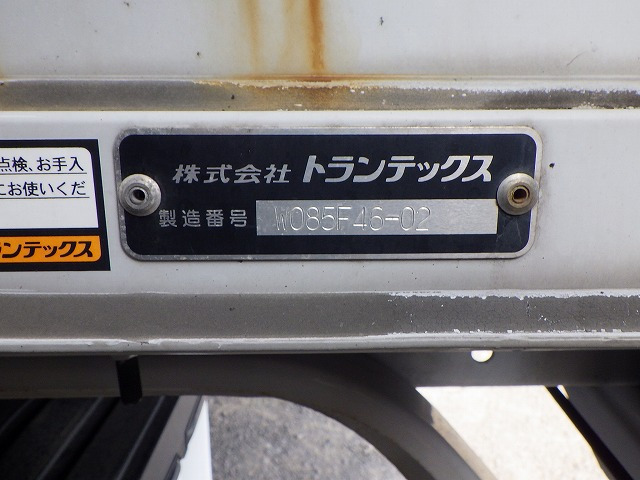 点検、お手入
にお使いくだ
ランテックス
株式会社 トランテックス
製造番号 W085F46-02